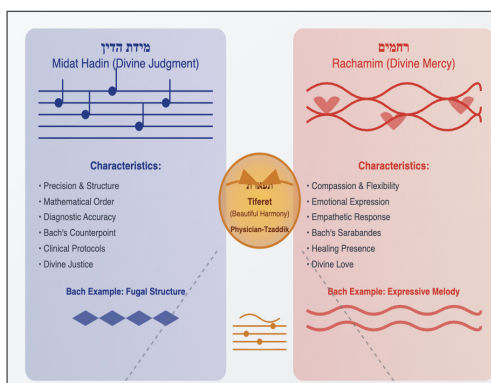 מידת הדין
Midat Hadin (Divine Judgment)
Characteristics:
• Precision & Structure
• Mathematical Order
• Diagnostic Accuracy
• Bach's Counterpoint
• Clinical Protocols
• Divine Justice
Bach Example: Fugal Structure
תפארת
Tiferet
(Beautiful Harmony)
Physician-Tzaddik
רחמים
Rachamim (Divine Mercy)
Characteristics:
• Compassion & Flexibility
• Emotional Expression
• Empathetic Response
• Bach's Sarabandes
• Healing Presence
• Divine Love
Bach Example: Expressive Melody